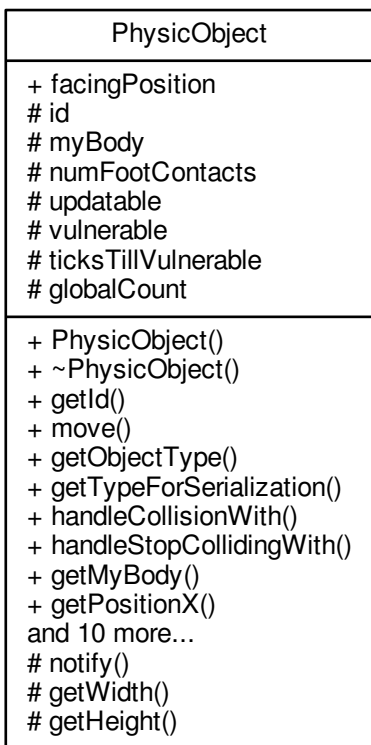 PhysicObject
+ facingPosition
# id
# myBody
# numFootContacts
# updatable
# vulnerable
# ticksTillVulnerable
# globalCount
+ PhysicObject()
+ ~PhysicObject()
+ getId()
+ move()
+ getObjectType()
+ getTypeForSerialization()
+ handleCollisionWith()
+ handleStopCollidingWith()
+ getMyBody()
+ getPositionX()
and 10 more...
# notify()
# getWidth()
# getHeight()